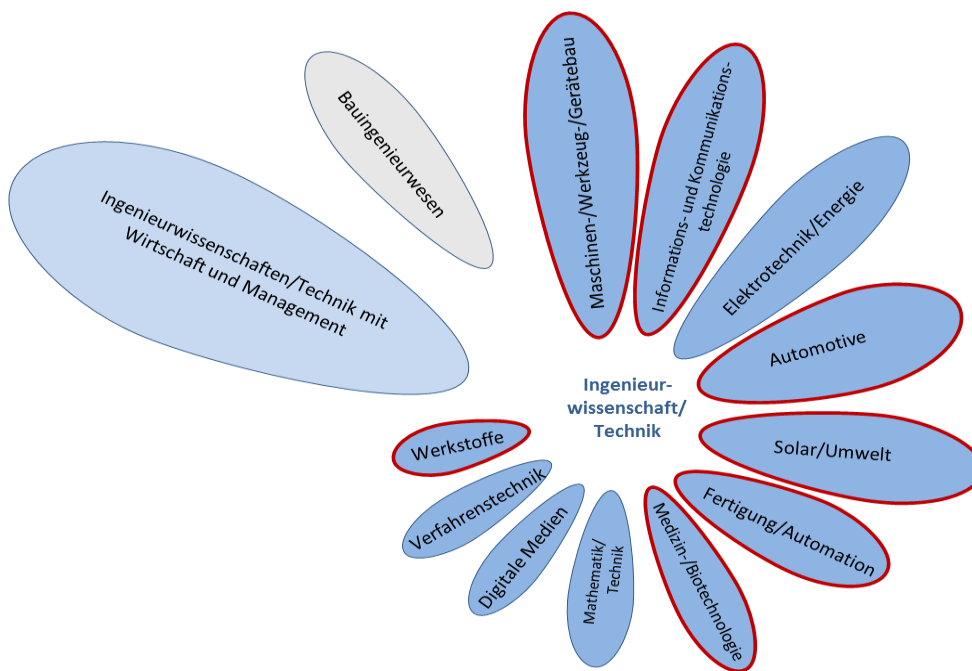 Bauingenieurwesen
Ingenieurwissenschaften/Technik mit
Wirtschaft und Management
Maschinen-/Werkzeug-/Gerätebau
Informations- und Kommunikations-
technologie
Elektrotechnik/Energie
Automotive
Solar/Umwelt
Fertigung/Automation
Medizin-/Biotechnologie
Mathematik/
Technik
Digitale Medien
Verfahrenstechnik
Werkstoffe
Ingenieur-
wissenschaft/
Technik